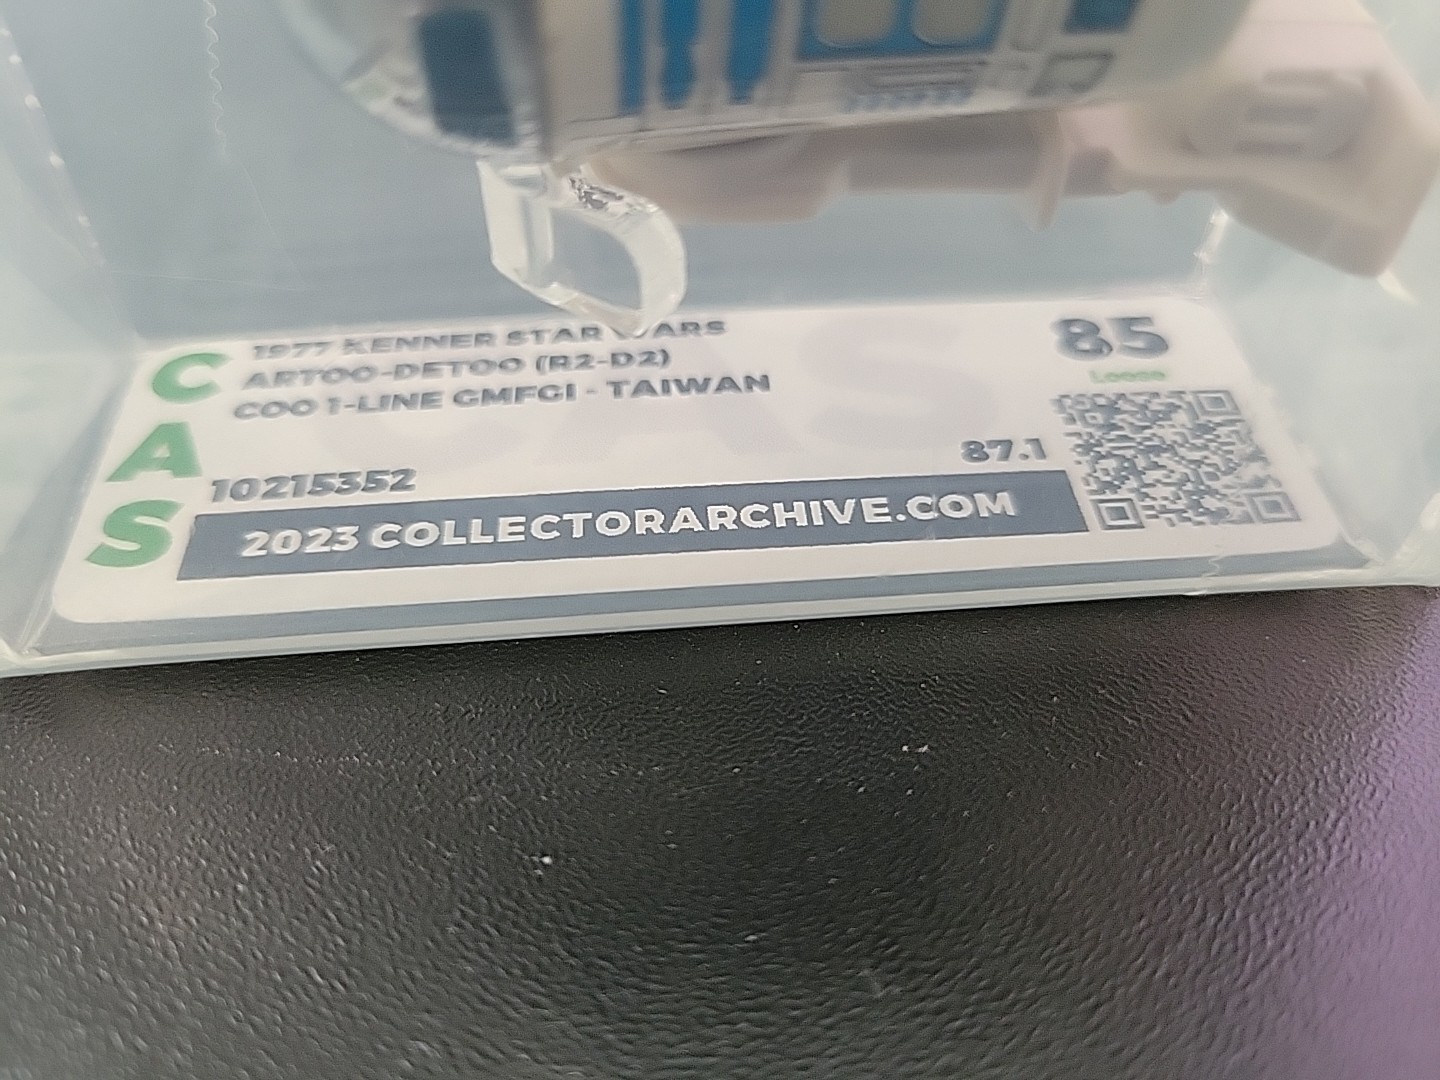 CAS
1977 KENNER STAR WARS
ARTOO-DETOO (R2-D2)
COO 1-LINE GMFGI - TAIWAN
85
Loose
10215352
87.1
2023 COLLECTORARCHIVE.COM